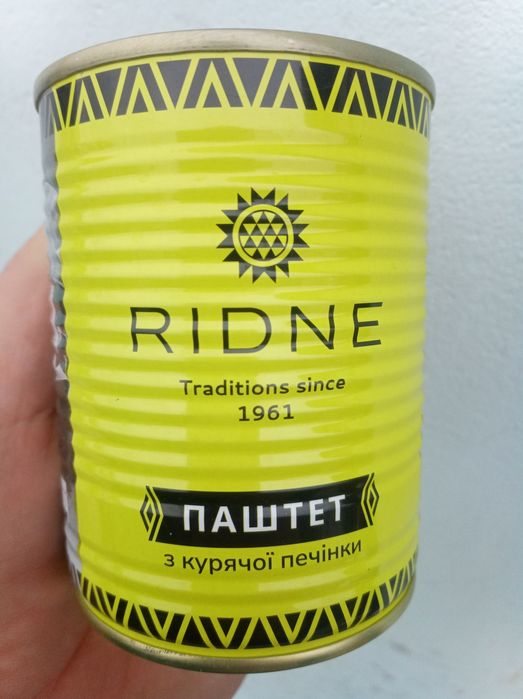 RIDNE
Traditions since
1961
ПАШТЕТ
з курячої печінки